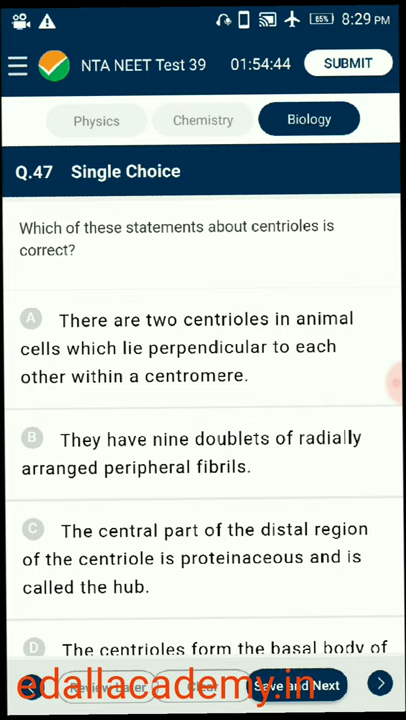 85% 8:29 PM
NTA NEET Test 39 01:54:44 SUBMIT
Physics Chemistry Biology
Q.47 Single Choice
Which of these statements about centrioles is
correct?
A There are two centrioles in animal
cells which lie perpendicular to each
other within a centromere.
B They have nine doublets of radially
arranged peripheral fibrils.
C The central part of the distal region
of the centriole is proteinaceous and is
called the hub.
D The centrioles form the basal body of
Review Later Clear Save and Next
edallacademy.in